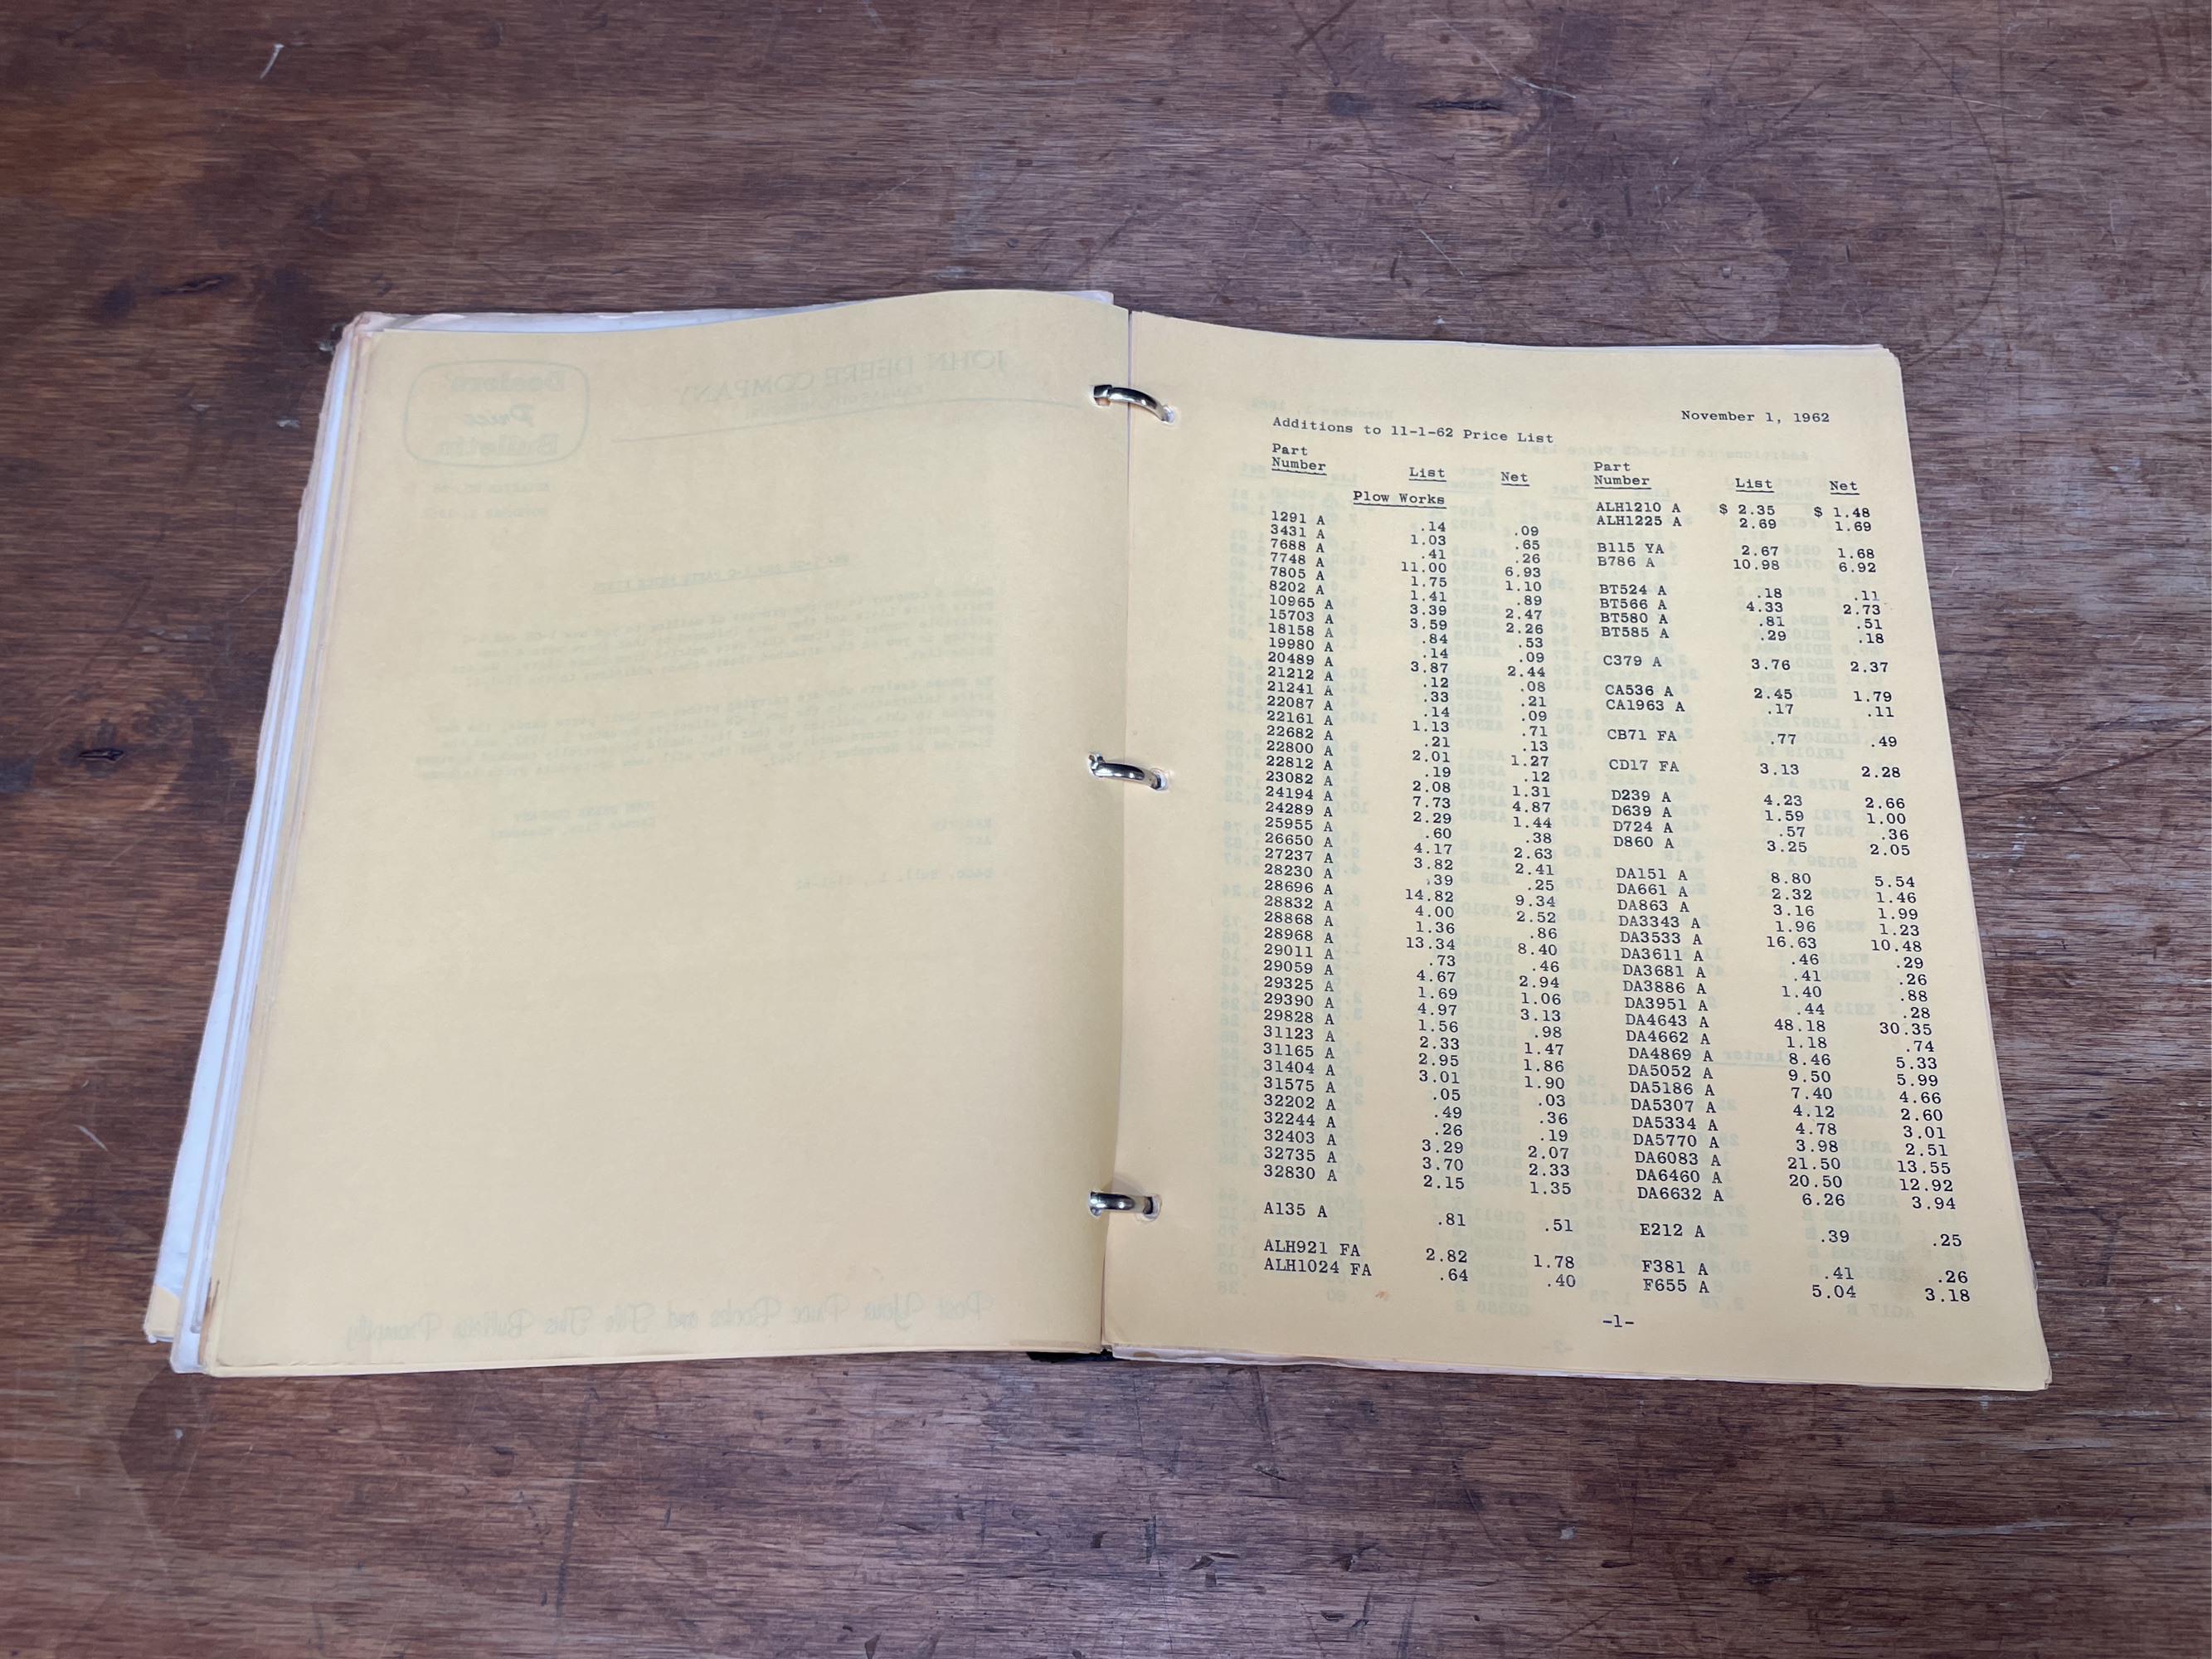 JOHN DEERE COMPANY
Dealers'
Price
Bulletin
Post Your Price Books and File This Bulletin Promptly
November 1, 1962
Additions to 11-1-62 Price List
Part
Number List Net
Plow Works
1291 A .14 .09
3431 A 1.03 .65
7688 A .41 .26
7748 A 11.00 6.93
7805 A 1.75 1.10
8202 A 1.41 .89
10965 A 3.39 2.47
15703 A 3.59 2.26
18158 A .84 .53
19980 A .14 .09
20489 A 3.87 2.44
21212 A .12 .08
21241 A .33 .21
22087 A .14 .09
22161 A 1.13 .71
22682 A .21 .13
22800 A 2.01 1.27
22812 A .19 .12
23082 A 2.08 1.31
24194 A 7.73 4.87
24289 A 2.29 1.44
25955 A .60 .38
26650 A 4.17 2.63
27237 A 3.82 2.41
28230 A .39 .25
28696 A 14.82 9.34
28832 A 4.00 2.52
28868 A 1.36 .86
28968 A 13.34 8.40
29011 A .73 .46
29059 A 4.67 2.94
29325 A 1.69 1.06
29390 A 4.97 3.13
29828 A 1.56 .98
31123 A 2.33 1.47
31165 A 2.95 1.86
31404 A 3.01 1.90
31575 A .05 .03
32202 A .49 .36
32244 A .26 .19
32403 A 3.29 2.07
32735 A 3.70 2.33
32830 A 2.15 1.35
A135 A .81 .51
ALH921 FA 2.82 1.78
ALH1024 FA .64 .40
Part
Number List Net
ALH1210 A $ 2.35 $ 1.48
ALH1225 A 2.69 1.69
B115 YA 2.67 1.68
B786 A 10.98 6.92
BT524 A .18 .11
BT566 A 4.33 2.73
BT580 A .81 .51
BT585 A .29 .18
C379 A 3.76 2.37
CA536 A 2.45 1.79
CA1963 A .17 .11
CB71 FA .77 .49
CD17 FA 3.13 2.28
D239 A 4.23 2.66
D639 A 1.59 1.00
D724 A .57 .36
D860 A 3.25 2.05
DA151 A 8.80 5.54
DA661 A 2.32 1.46
DA863 A 3.16 1.99
DA3343 A 1.96 1.23
DA3533 A 16.63 10.48
DA3611 A .46 .29
DA3681 A .41 .26
DA3886 A 1.40 .88
DA3951 A .44 .28
DA4643 A 48.18 30.35
DA4662 A 1.18 .74
DA4869 A 8.46 5.33
DA5052 A 9.50 5.99
DA5186 A 7.40 4.66
DA5307 A 4.12 2.60
DA5334 A 4.78 3.01
DA5770 A 3.98 2.51
DA6083 A 21.50 13.55
DA6460 A 20.50 12.92
DA6632 A 6.26 3.94
E212 A .39 .25
F381 A .41 .26
F655 A 5.04 3.18
-1-